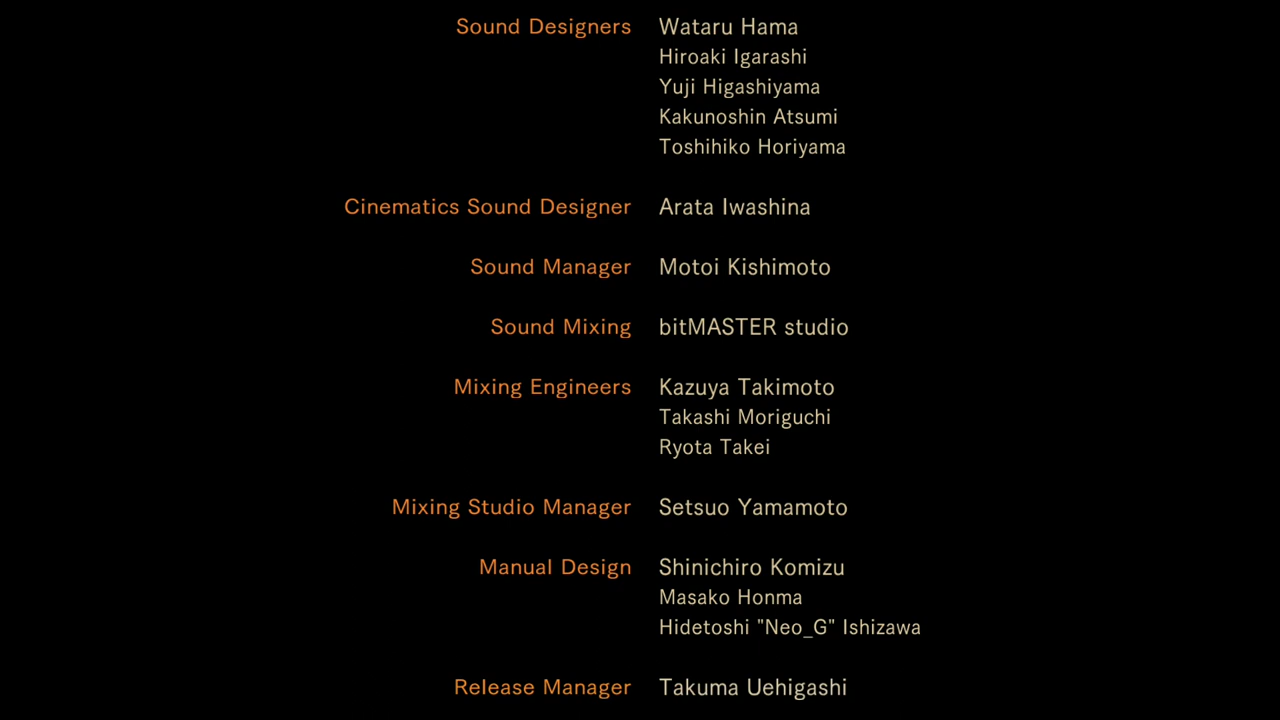 Sound Designers Wataru Hama
Hiroaki Igarashi
Yuji Higashiyama
Kakunoshin Atsumi
Toshihiko Horiyama
Cinematics Sound Designer Arata Iwashina
Sound Manager Motoi Kishimoto
Sound Mixing bitMASTER studio
Mixing Engineers Kazuya Takimoto
Takashi Moriguchi
Ryota Takei
Mixing Studio Manager Setsuo Yamamoto
Manual Design Shinichiro Komizu
Masako Honma
Hidetoshi "Neo_G" Ishizawa
Release Manager Takuma Uehigashi